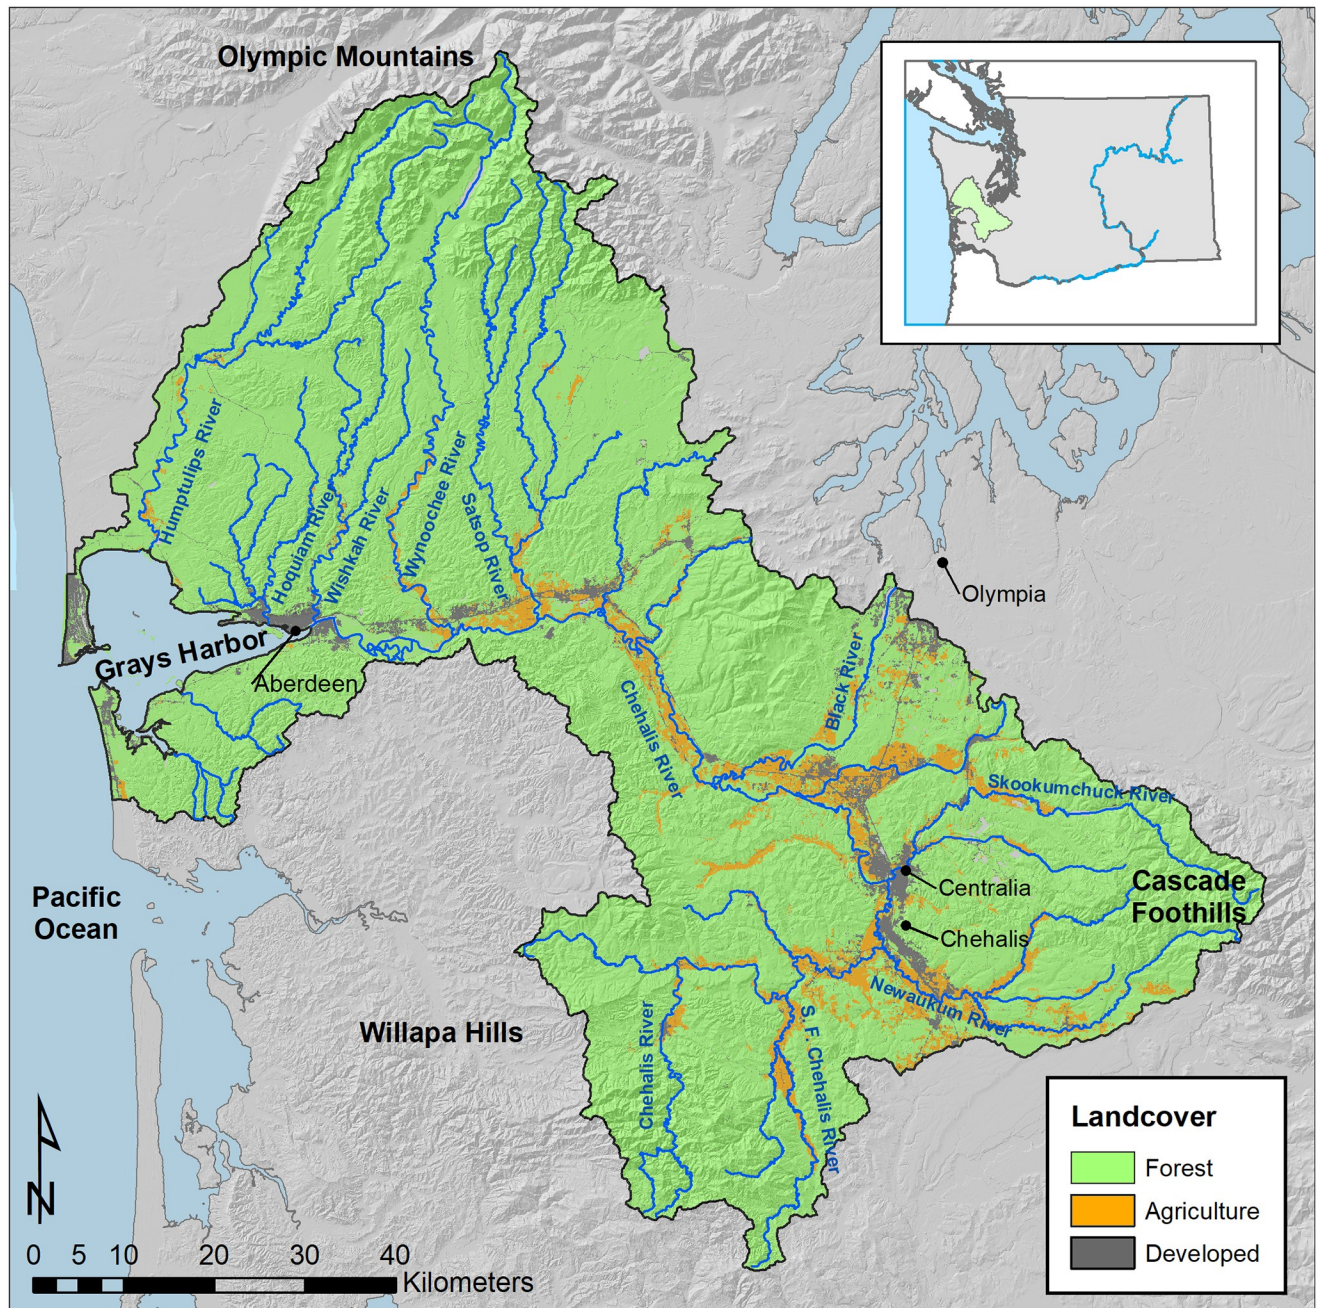 Olympic Mountains
Humptulips River
Hoquiam River
Wishkah River
Wynoochee River
Satsop River
Olympia
Grays Harbor
Aberdeen
Black River
Chehalis River
Skookumchuck River
Pacific
Ocean
Centralia
Cascade
Foothills
Chehalis
Newaukum River
Willapa Hills
Chehalis River
S. F. Chehalis River
N
0 5 10 20 30 40
Kilometers
Landcover
Forest
Agriculture
Developed